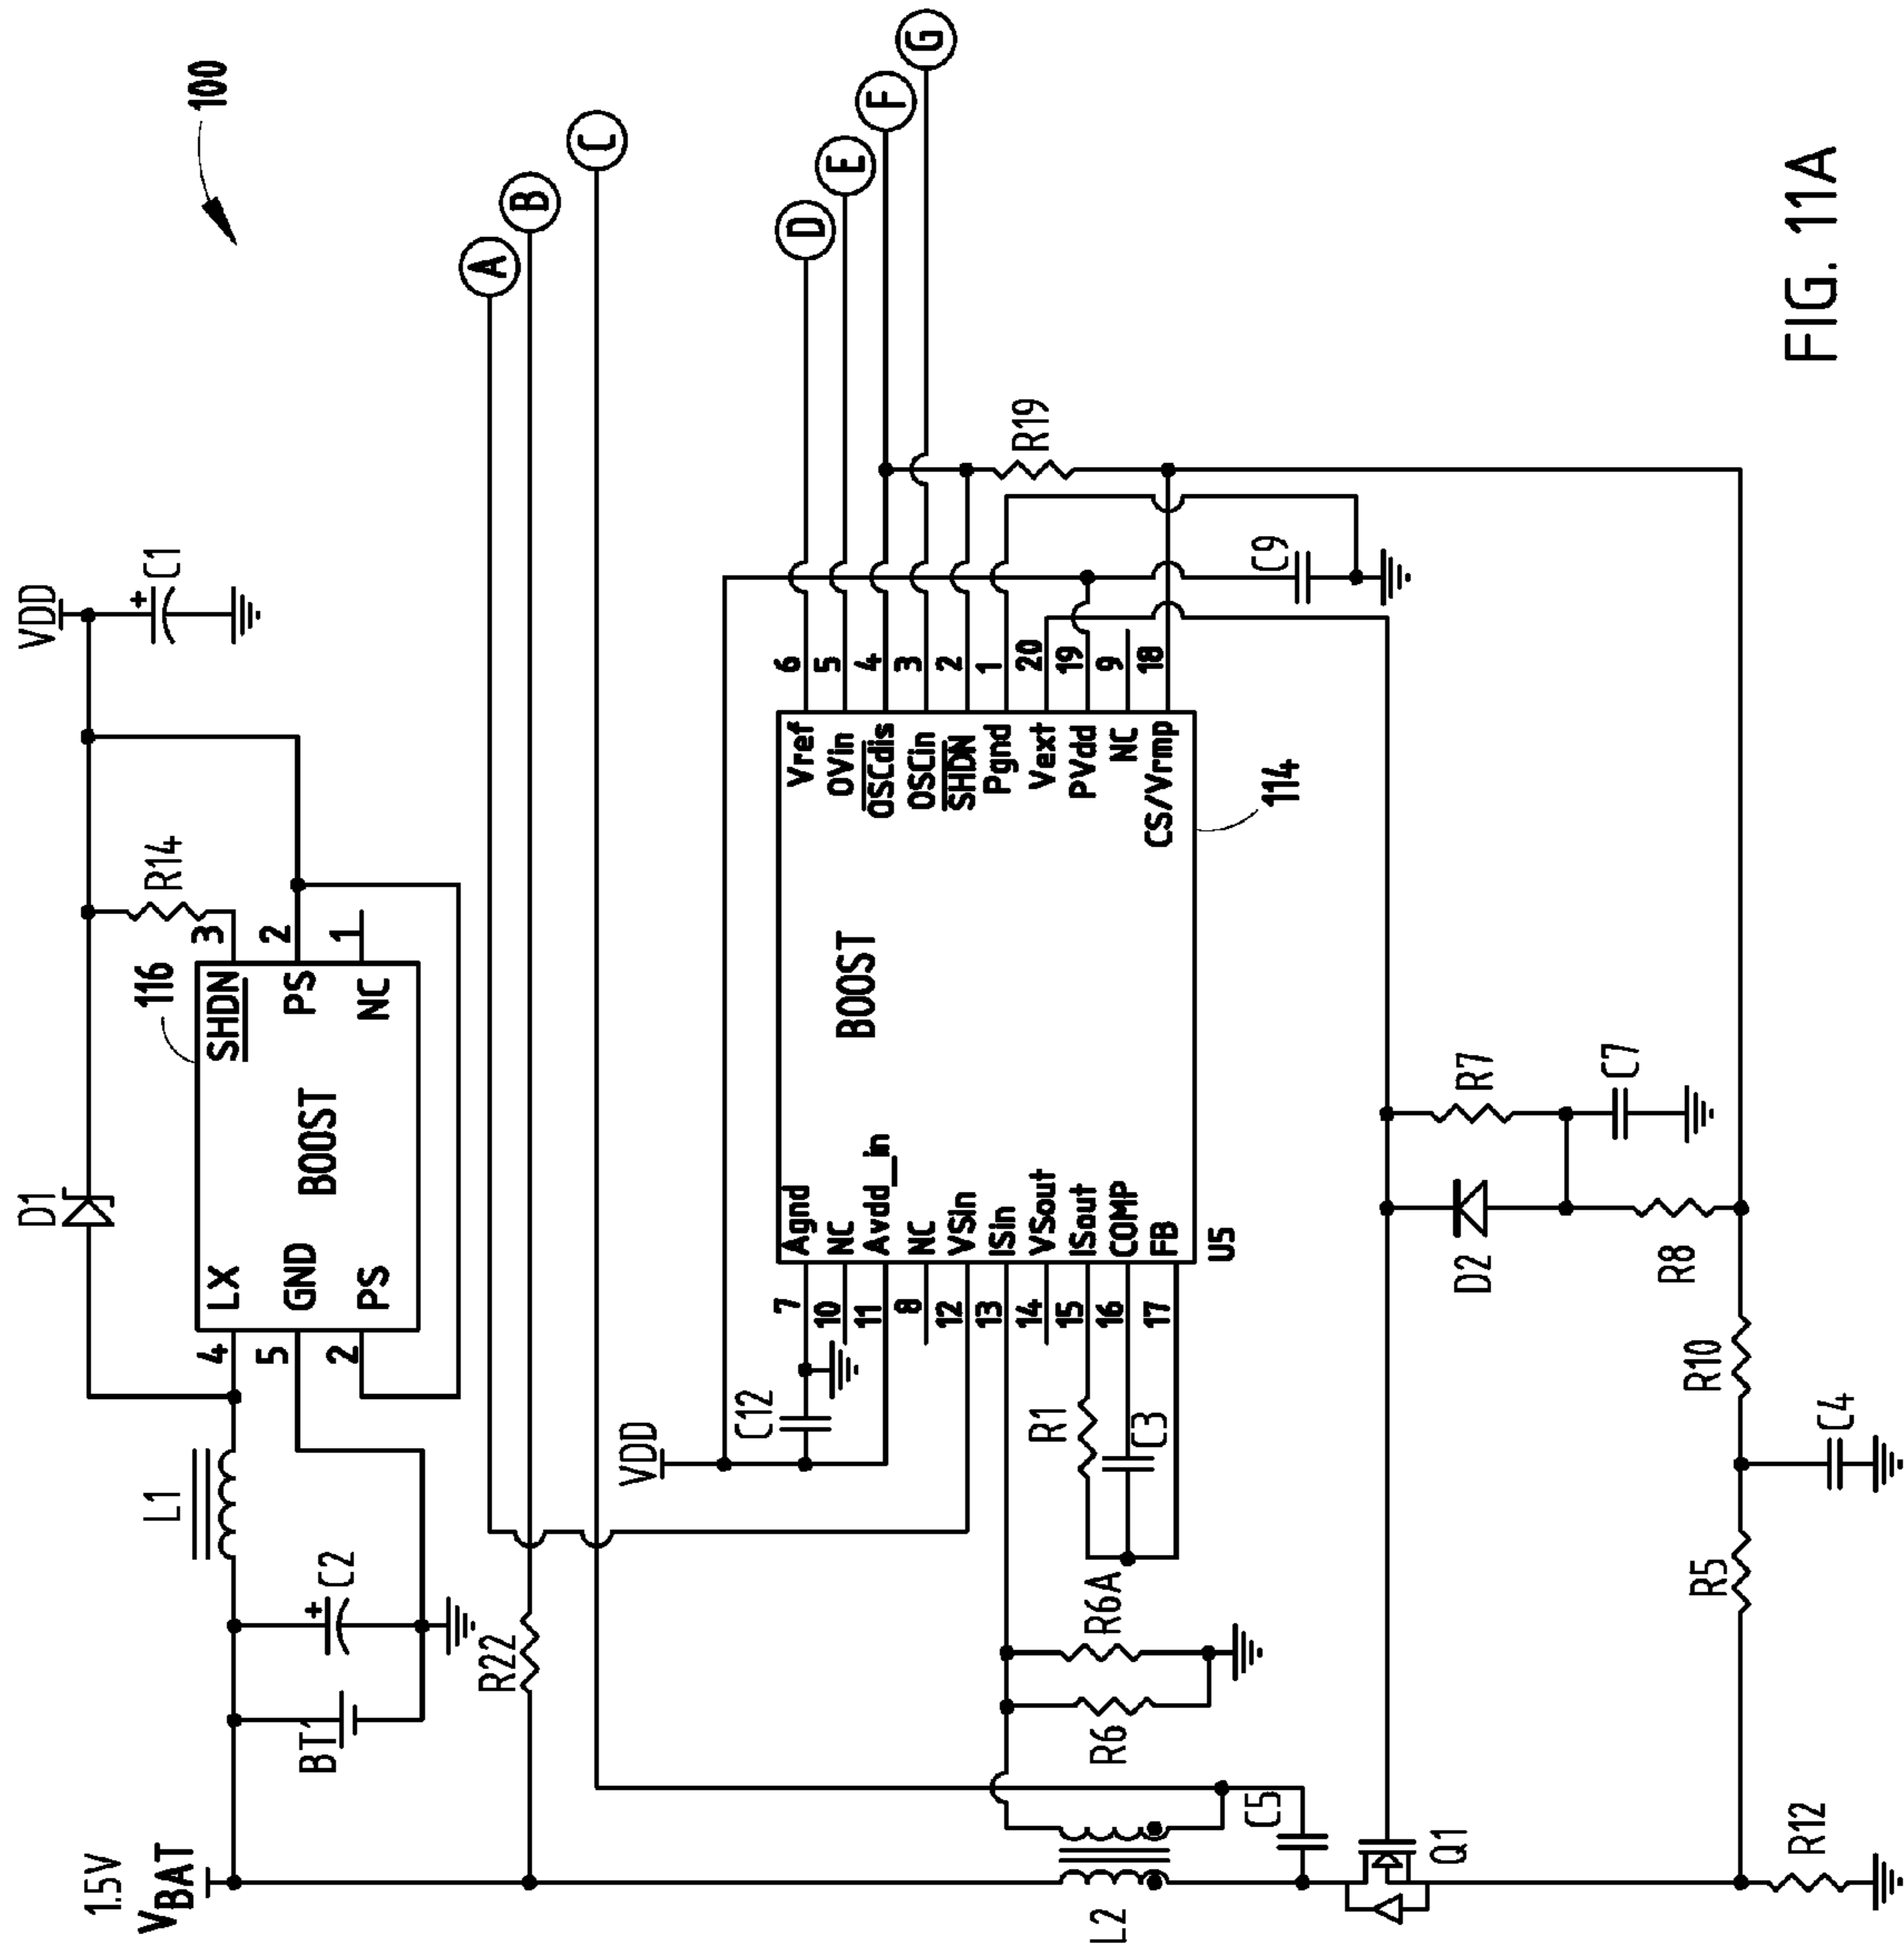 100
VDD
C1
A
B
C
D
E
F
G
R14
116
3
2
1
SHDN
PS
NC
BOOST
LX
GND
PS
4
5
2
D1
L1
C2
BT1
1.5V
VBAT
R22
VDD
C12
6
5
4
3
2
1
20
19
9
18
Vref
OVin
OSCdis
OSCin
SHDN
Pgnd
Vext
PVdd
NC
CS/Vrmp
BOOST
114
Agnd
NC
Avdd_in
NC
VSin
ISin
VSout
ISout
COMP
FB
U5
7
10
11
8
12
13
14
15
16
17
R19
C9
R1
C3
R6A
R6
L2
C5
Q1
R7
C7
D2
R8
R10
C4
R5
R12
FIG. 11A